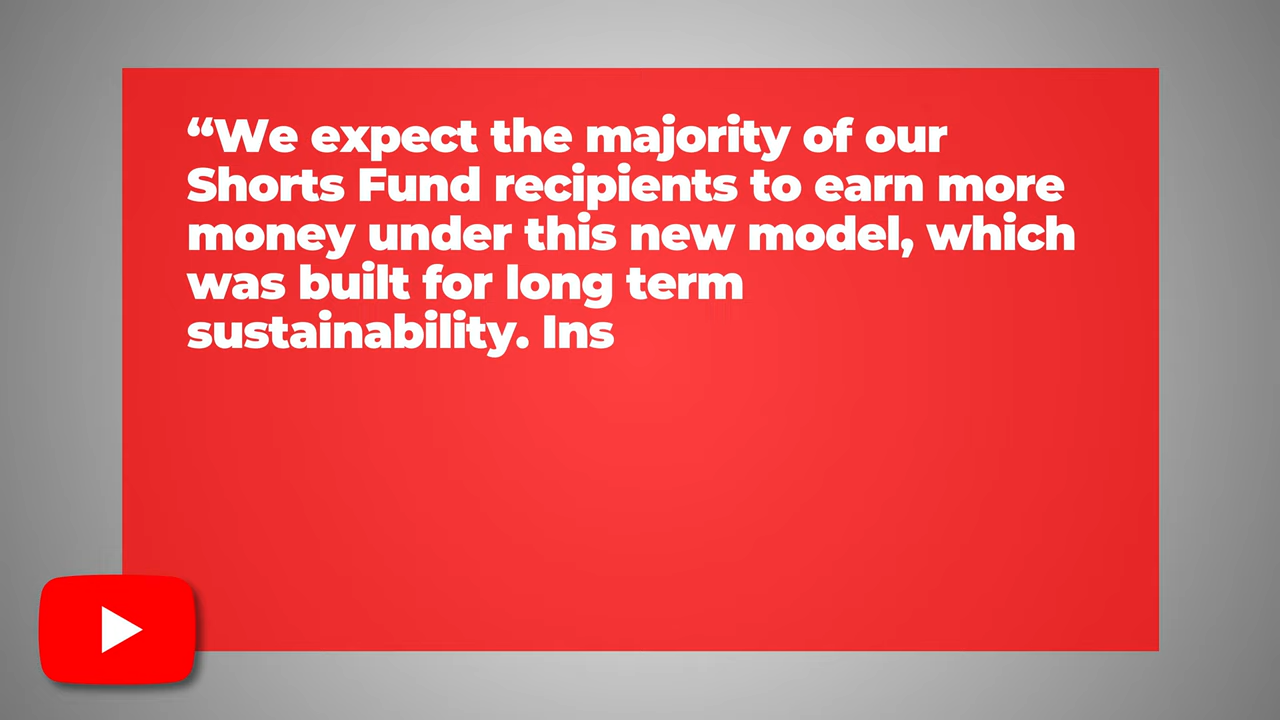 “We expect the majority of our
Shorts Fund recipients to earn more
money under this new model, which
was built for long term
sustainability. Ins